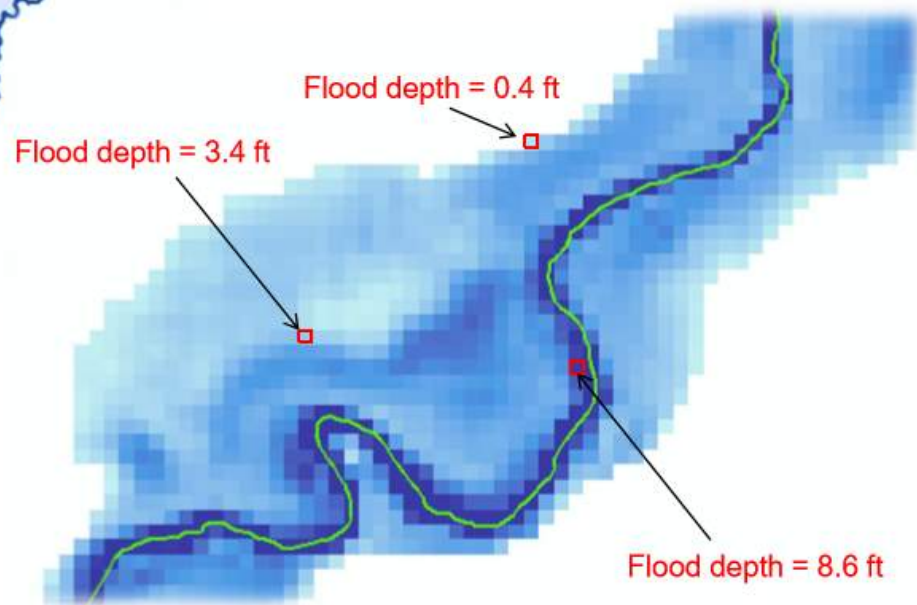 Flood depth = 0.4 ft
Flood depth = 3.4 ft
Flood depth = 8.6 ft